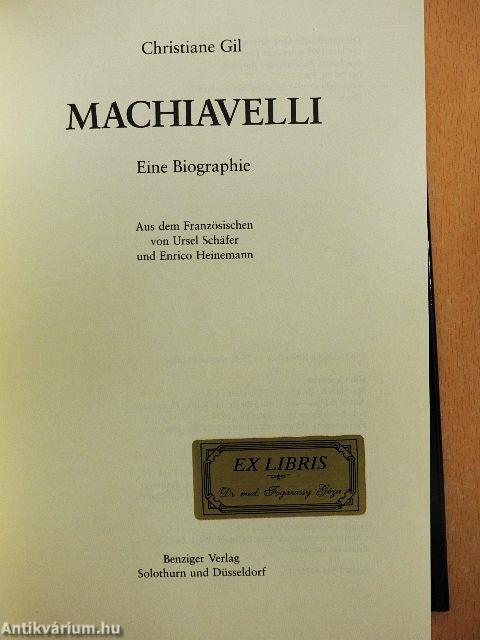 Christiane Gil
MACHIAVELLI
Eine Biographie
Aus dem Französischen
von Ursel Schäfer
und Enrico Heinemann
EX LIBRIS
Dr. med. Fogarassy Géza
Benziger Verlag
Solothurn und Düsseldorf
Antikvárium.hu